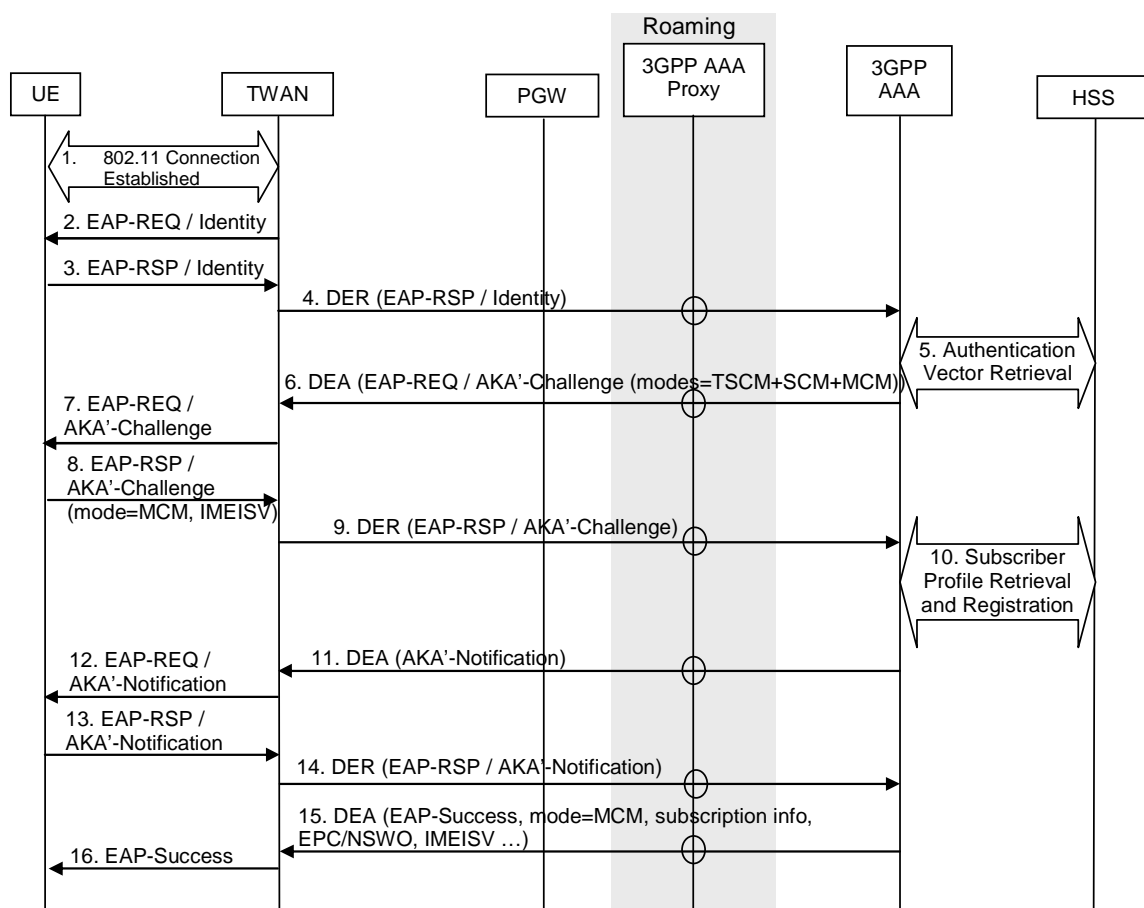 Roaming
UE
TWAN
PGW
3GPP AAA
Proxy
3GPP
AAA
HSS
1. 802.11 Connection
Established
2. EAP-REQ / Identity
3. EAP-RSP / Identity
4. DER (EAP-RSP / Identity)
5. Authentication
Vector Retrieval
6. DEA (EAP-REQ / AKA’-Challenge (modes=TSCM+SCM+MCM))
7. EAP-REQ /
AKA’-Challenge
8. EAP-RSP /
AKA’-Challenge
(mode=MCM, IMEISV)
9. DER (EAP-RSP / AKA’-Challenge)
10. Subscriber
Profile Retrieval
and Registration
11. DEA (AKA’-Notification)
12. EAP-REQ /
AKA’-Notification
13. EAP-RSP /
AKA’-Notification
14. DER (EAP-RSP / AKA’-Notification)
15. DEA (EAP-Success, mode=MCM, subscription info,
EPC/NSWO, IMEISV …)
16. EAP-Success